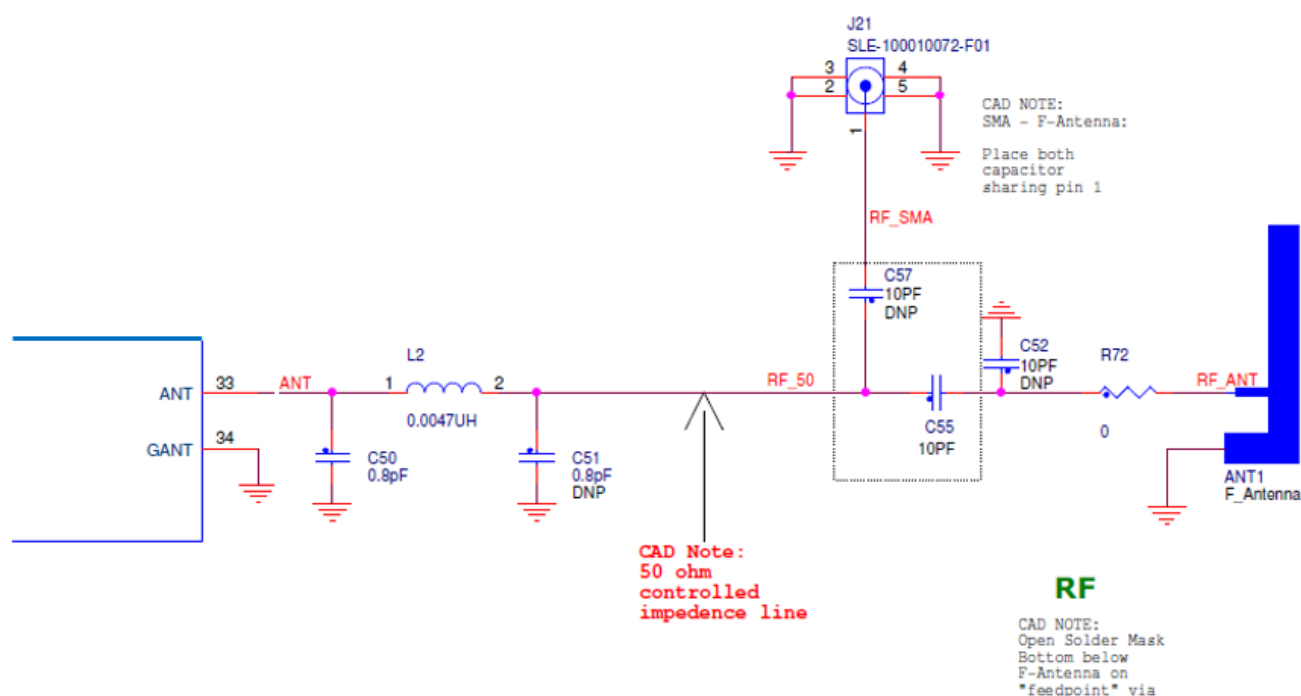 J21
SLE-100010072-F01
3
4
2
5
1
CAD NOTE:
SMA - F-Antenna:
Place both
capacitor
sharing pin 1
RF_SMA
C57
10PF
DNP
C52
10PF
DNP
R72
0
RF_ANT
ANT
33
ANT
L2
1
2
0.0047UH
RF_50
C55
10PF
GANT
34
C50
0.8pF
C51
0.8pF
DNP
ANT1
F_Antenna
CAD Note:
50 ohm
controlled
impedence line
RF
CAD NOTE:
Open Solder Mask
Bottom below
F-Antenna on
"feedpoint" via